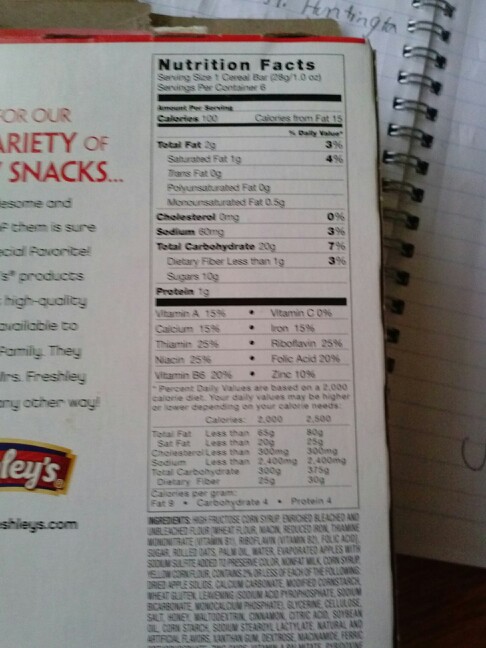 Huntington
FOR OUR
ARIETY OF
SNACKS...
esome and
F them is sure
ecial Favorite!
s® products
high-quality
available to
Family. They
Mrs. Freshley
any other way!
ley's®
eshleys.com
Nutrition Facts
Serving Size 1 Cereal Bar (28g/1.0 oz)
Servings Per Container 6
Amount Per Serving
Calories 100 Calories from Fat 15
% Daily Value*
Total Fat 2g 3%
Saturated Fat 1g 4%
Trans Fat 0g
Polyunsaturated Fat 0g
Monounsaturated Fat 0.5g
Cholesterol 0mg 0%
Sodium 60mg 3%
Total Carbohydrate 20g 7%
Dietary Fiber Less than 1g 3%
Sugars 10g
Protein 1g
Vitamin A 15% • Vitamin C 0%
Calcium 15% • Iron 15%
Thiamin 25% • Riboflavin 25%
Niacin 25% • Folic Acid 20%
Vitamin B6 20% • Zinc 10%
* Percent Daily Values are based on a 2,000
calorie diet. Your daily values may be higher
or lower depending on your calorie needs:
Calories: 2,000 2,500
Total Fat Less than 65g 80g
Sat Fat Less than 20g 25g
Cholesterol Less than 300mg 300mg
Sodium Less than 2,400mg 2,400mg
Total Carbohydrate 300g 375g
Dietary Fiber 25g 30g
Calories per gram:
Fat 9 • Carbohydrate 4 • Protein 4
INGREDIENTS: HIGH FRUCTOSE CORN SYRUP, ENRICHED BLEACHED AND
UNBLEACHED FLOUR [WHEAT FLOUR, NIACIN, REDUCED IRON, THIAMINE
MONONITRATE (VITAMIN B1), RIBOFLAVIN (VITAMIN B2), FOLIC ACID],
SUGAR, ROLLED OATS, PALM OIL, WATER, EVAPORATED APPLES WITH
SODIUM SULFITE ADDED TO PRESERVE COLOR, NONFAT MILK, CORN SYRUP,
YELLOW CORN FLOUR, CONTAINS 2% OR LESS OF EACH OF THE FOLLOWING:
DRIED APPLE SOLIDS, CALCIUM CARBONATE, MODIFIED CORNSTARCH,
WHEAT GLUTEN, LEAVENING (SODIUM ACID PYROPHOSPHATE, SODIUM
BICARBONATE, MONOCALCIUM PHOSPHATE), GLYCERINE, CELLULOSE,
SALT, HONEY, MALTODEXTRIN, CINNAMON, CITRIC ACID, SOYBEAN
OIL, CORN STARCH, SODIUM STEAROYL LACTYLATE, NATURAL AND
ARTIFICIAL FLAVORS, XANTHAN GUM, DEXTROSE, NIACINAMIDE, FERRIC